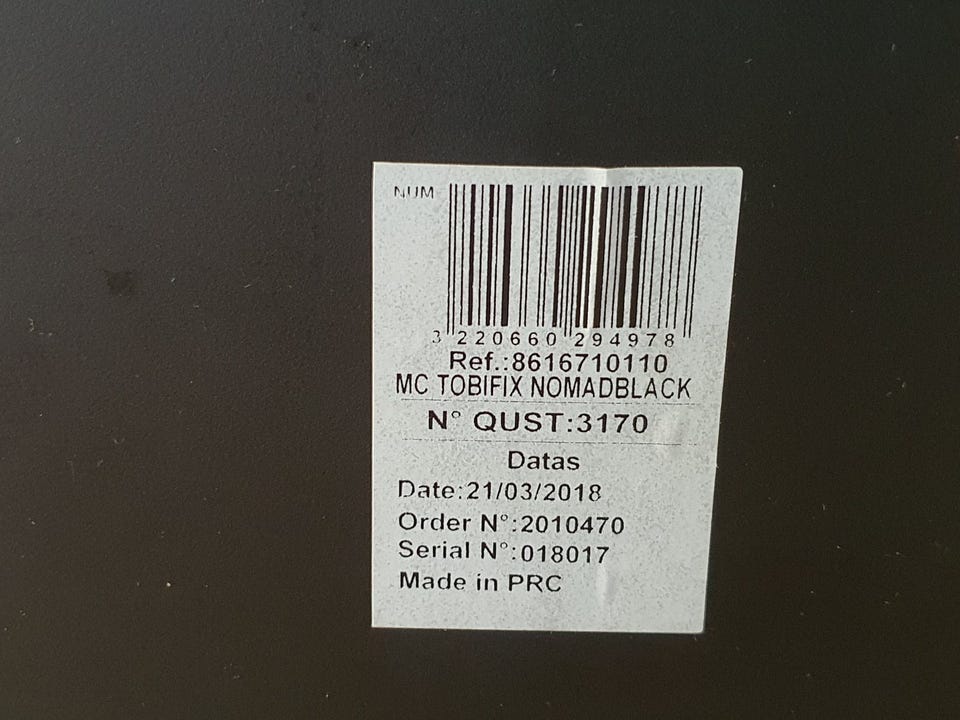 NUM
3 220660 294978
Ref.:8616710110
MC TOBIFIX NOMADBLACK
N° QUST:3170
Datas
Date:21/03/2018
Order N°:2010470
Serial N°:018017
Made in PRC